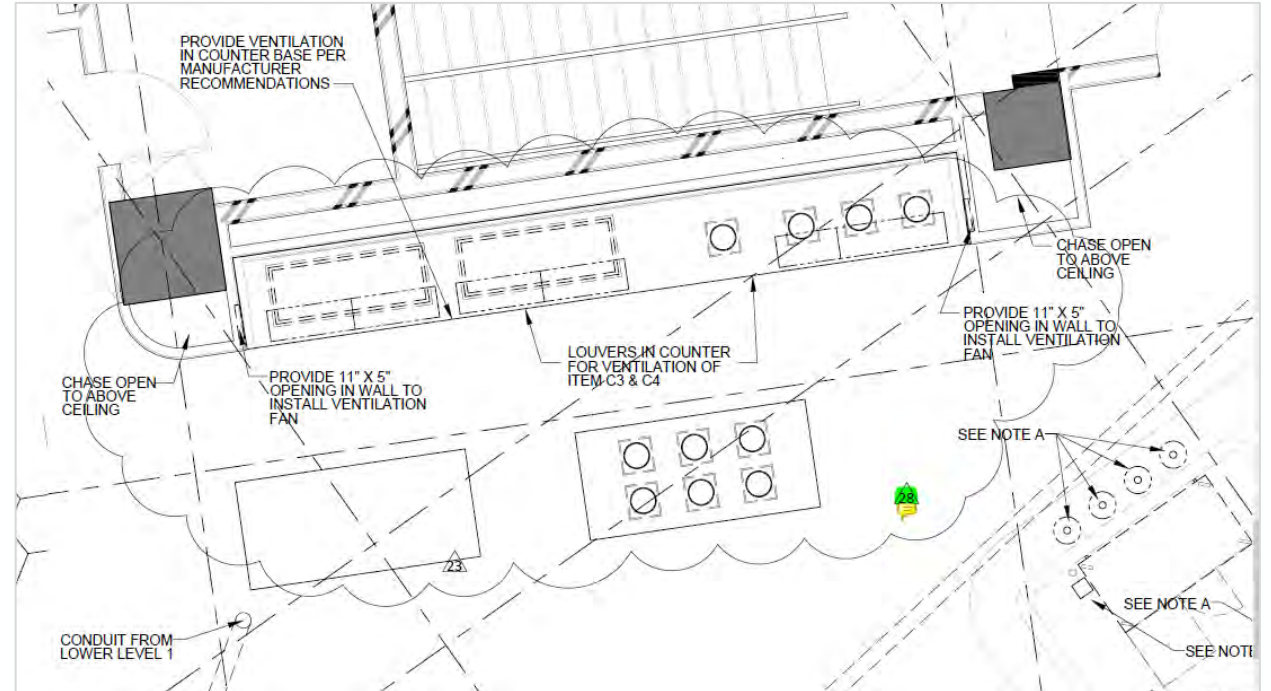 PROVIDE VENTILATION
IN COUNTER BASE PER
MANUFACTURER
RECOMMENDATIONS
CHASE OPEN
TO ABOVE
CEILING
PROVIDE 11" X 5"
OPENING IN WALL TO
INSTALL VENTILATION
FAN
LOUVERS IN COUNTER
FOR VENTILATION OF
ITEM C3 & C4
CHASE OPEN
TO ABOVE
CEILING
PROVIDE 11" X 5"
OPENING IN WALL TO
INSTALL VENTILATION
FAN
SEE NOTE A
28
23
CONDUIT FROM
LOWER LEVEL 1
SEE NOTE A
SEE NOTE